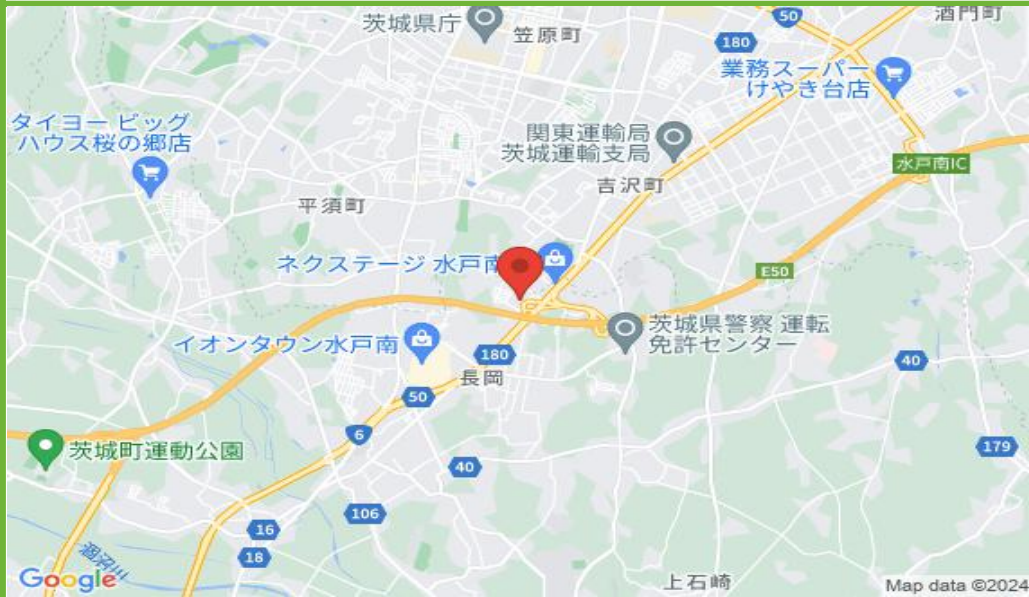 茨城県庁
笠原町
50
酒門町
180
業務スーパー
けやき台店
タイヨー ビッグ
ハウス桜の郷店
関東運輸局
茨城運輸支局
水戸南IC
吉沢町
平須町
ネクステージ 水戸南
E50
茨城県警察 運転
免許センター
イオンタウン水戸南
180
長岡
40
50
6
茨城町運動公園
40
179
106
16
18
涸沼川
Google
上石崎
Map data ©2024